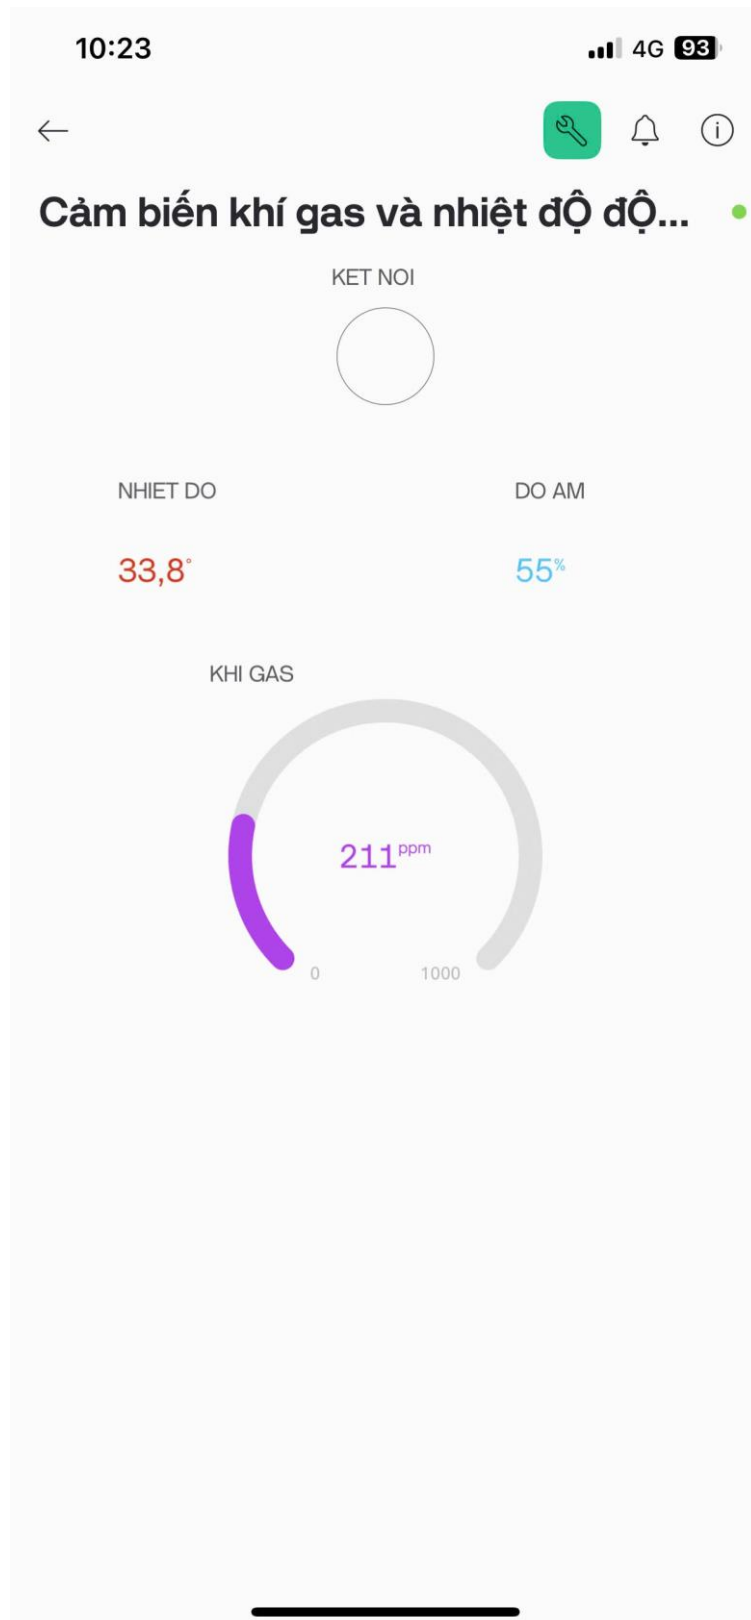 10:23 4G 93
Cảm biến khí gas và nhiệt đỘ độ...
KET NOI
NHIET DO DO AM
33,8° 55%
KHI GAS
211ppm
0 1000